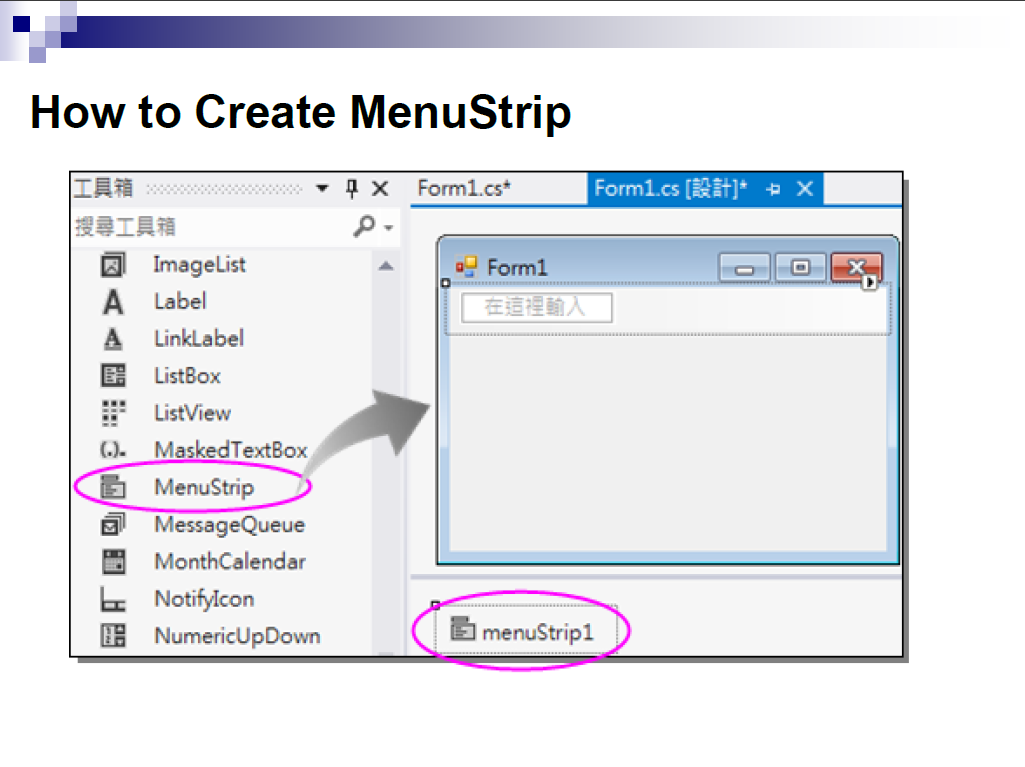 How to Create MenuStrip
工具箱
搜尋工具箱
ImageList
Label
LinkLabel
ListBox
ListView
MaskedTextBox
MenuStrip
MessageQueue
MonthCalendar
NotifyIcon
NumericUpDown
Form1.cs*
Form1.cs [設計]*
Form1
在這裡輸入
menuStrip1